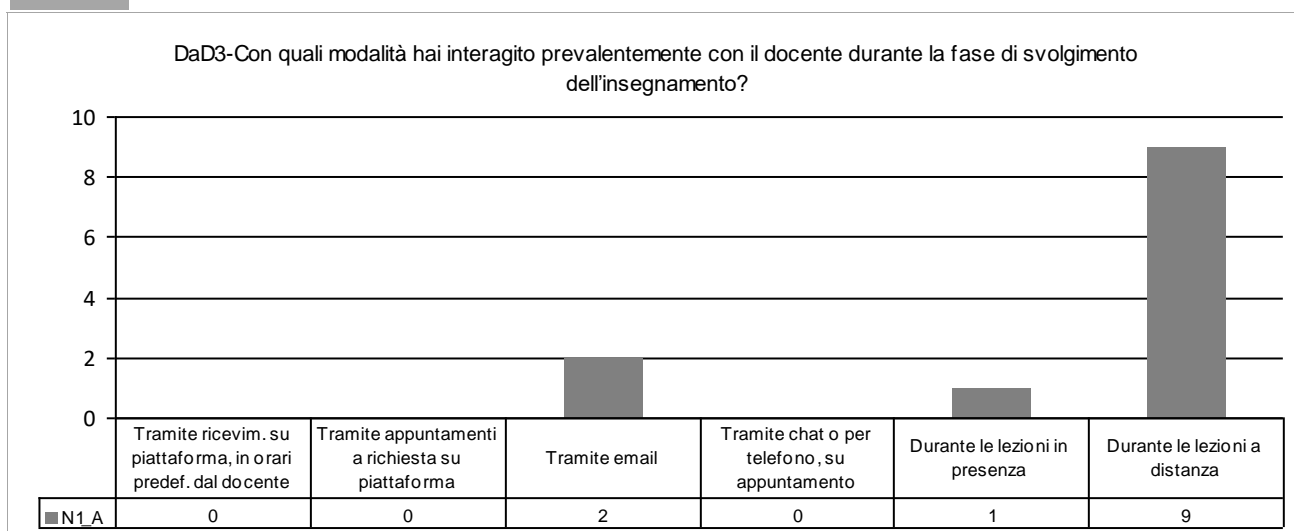 DaD3-Con quali modalità hai interagito prevalentemente con il docente durante la fase di svolgimento
dell'insegnamento?
10
8
6
4
2
0
Tramite ricevim. su
piattaforma, in orari
predef. dal docente
Tramite appuntamenti
a richiesta su
piattaforma
Tramite email
Tramite chat o per
telefono, su
appuntamento
Durante le lezioni in
presenza
Durante le lezioni a
distanza
N1_A 0 0 2 0 1 9